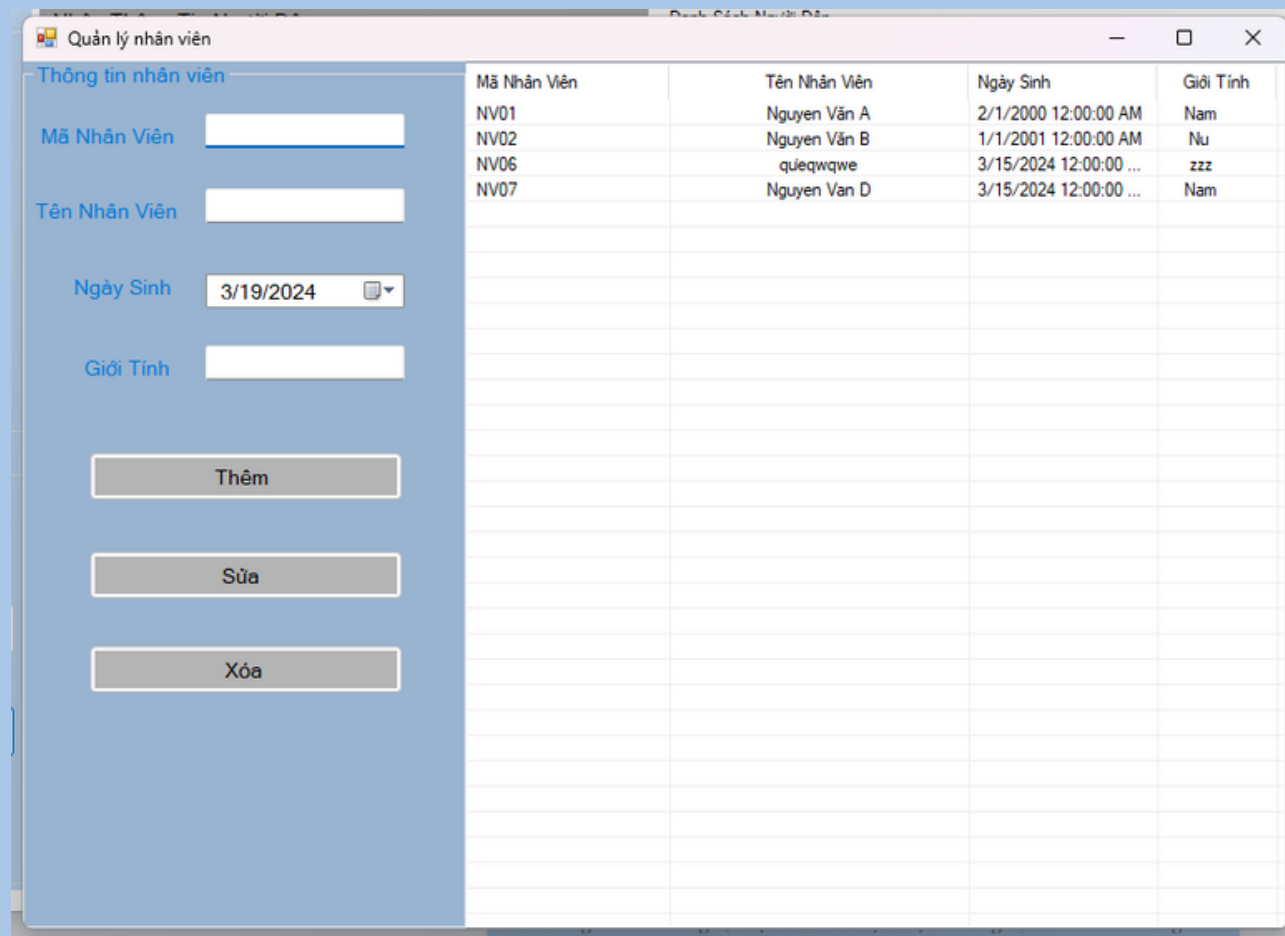 Quản lý nhân viên
Thông tin nhân viên
Mã Nhân Viên
Tên Nhân Viên
Ngày Sinh 3/19/2024
Giới Tính
Thêm
Sửa
Xóa
Mã Nhân Viên Tên Nhân Viên Ngày Sinh Giới Tính
NV01 Nguyen Văn A 2/1/2000 12:00:00 AM Nam
NV02 Nguyen Văn B 1/1/2001 12:00:00 AM Nu
NV06 quieqwqwe 3/15/2024 12:00:00 ... zzz
NV07 Nguyen Van D 3/15/2024 12:00:00 ... Nam